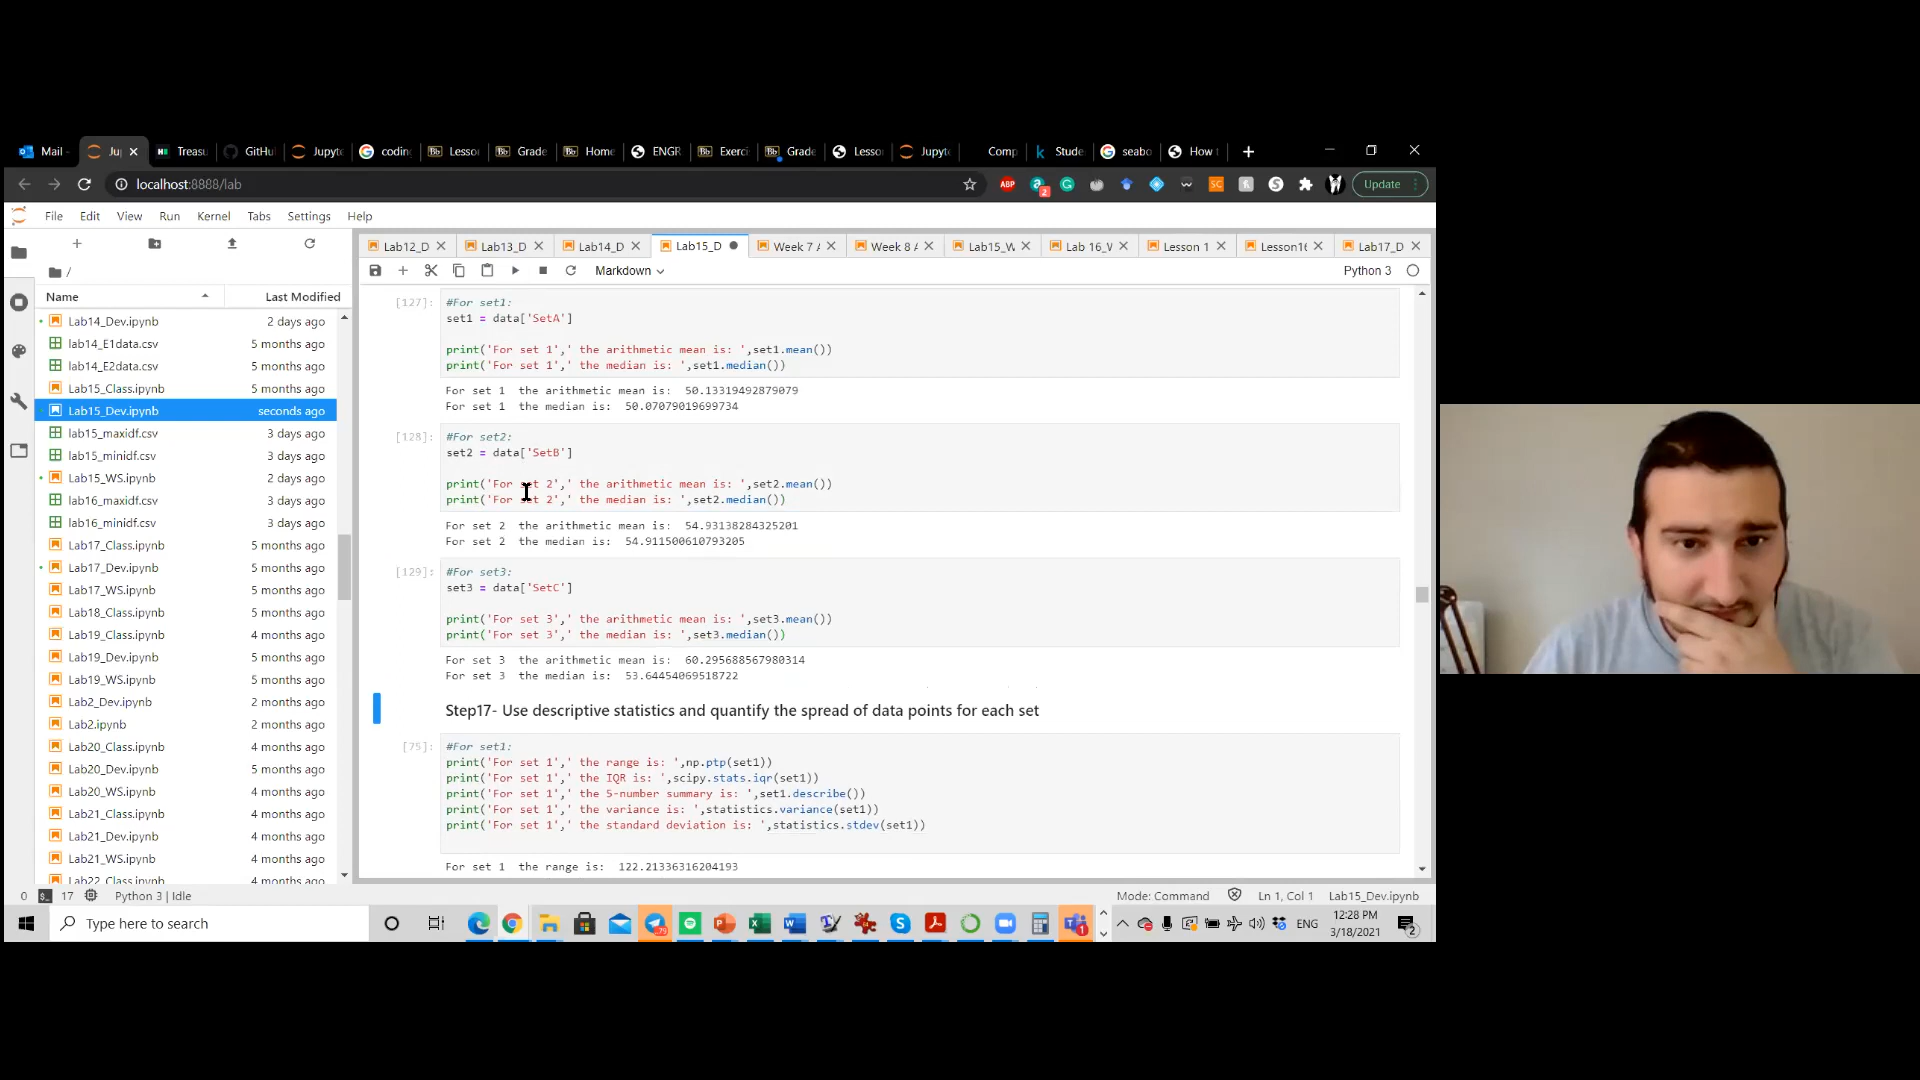 Mail
Ju
Treasu
GitHu
Jupyte
codin
Lesso
Grade
Home
ENGR
Exerci
Grade
Lesso
Jupyte
Comp
Stude
seabo
How
localhost:8888/lab
ABP
2
SC
Update
File Edit View Run Kernel Tabs Settings Help
Lab12_D
Lab13_D
Lab14_D
Lab15_D
Week 7
Week 8
Lab15_W
Lab 16_V
Lesson 1
Lesson16
Lab17_D
Markdown
Python 3
/
Name Last Modified
Lab14_Dev.ipynb 2 days ago
lab14_E1data.csv 5 months ago
lab14_E2data.csv 5 months ago
Lab15_Class.ipynb 5 months ago
Lab15_Dev.ipynb seconds ago
lab15_maxidf.csv 3 days ago
lab15_minidf.csv 3 days ago
Lab15_WS.ipynb 2 days ago
lab16_maxidf.csv 3 days ago
lab16_minidf.csv 3 days ago
Lab17_Class.ipynb 5 months ago
Lab17_Dev.ipynb 5 months ago
Lab17_WS.ipynb 5 months ago
Lab18_Class.ipynb 5 months ago
Lab19_Class.ipynb 4 months ago
Lab19_Dev.ipynb 5 months ago
Lab19_WS.ipynb 5 months ago
Lab2_Dev.ipynb 2 months ago
Lab2.ipynb 2 months ago
Lab20_Class.ipynb 4 months ago
Lab20_Dev.ipynb 5 months ago
Lab20_WS.ipynb 4 months ago
Lab21_Class.ipynb 4 months ago
Lab21_Dev.ipynb 4 months ago
Lab21_WS.ipynb 4 months ago
Lab22_Class.ipynb 4 months ago
[127]: #For set1:
set1 = data['SetA']
print('For set 1',' the arithmetic mean is: ',set1.mean())
print('For set 1',' the median is: ',set1.median())
For set 1  the arithmetic mean is:  50.13319492879079
For set 1  the median is:  50.07079019699734
[128]: #For set2:
set2 = data['SetB']
print('For set 2',' the arithmetic mean is: ',set2.mean())
print('For set 2',' the median is: ',set2.median())
For set 2  the arithmetic mean is:  54.93138284325201
For set 2  the median is:  54.911500610793205
[129]: #For set3:
set3 = data['SetC']
print('For set 3',' the arithmetic mean is: ',set3.mean())
print('For set 3',' the median is: ',set3.median())
For set 3  the arithmetic mean is:  60.295688567980314
For set 3  the median is:  53.64454069518722
Step17- Use descriptive statistics and quantify the spread of data points for each set
[75]: #For set1:
print('For set 1',' the range is: ',np.ptp(set1))
print('For set 1',' the IQR is: ',scipy.stats.iqr(set1))
print('For set 1',' the 5-number summary is: ',set1.describe())
print('For set 1',' the variance is: ',statistics.variance(set1))
print('For set 1',' the standard deviation is: ',statistics.stdev(set1))
For set 1  the range is:  122.21336316204193
0
17
Python 3 | Idle
Mode: Command
Ln 1, Col 1
Lab15_Dev.ipynb
Type here to search
79
1
ENG
12:28 PM
3/18/2021
2